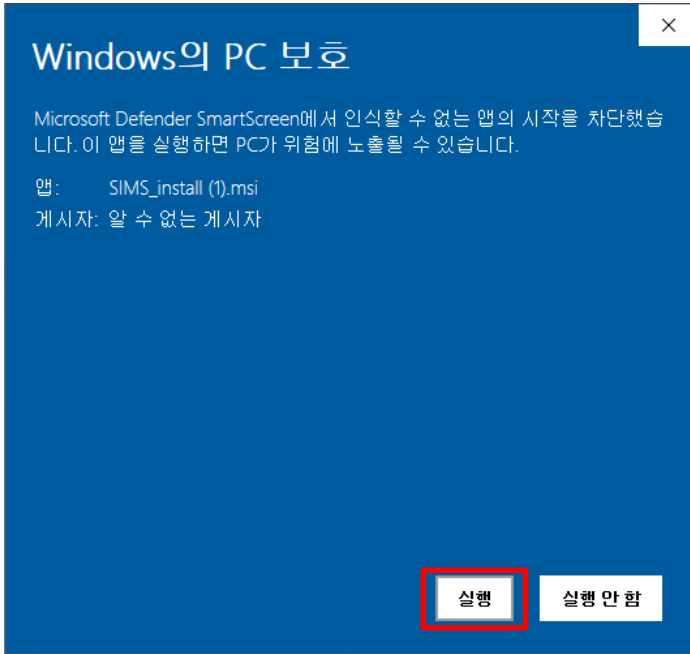 Windows의 PC 보호
Microsoft Defender SmartScreen에서 인식할 수 없는 앱의 시작을 차단했습
니다. 이 앱을 실행하면 PC가 위험에 노출될 수 있습니다.
앱: SIMS_install (1).msi
게시자: 알 수 없는 게시자
실행 실행 안 함